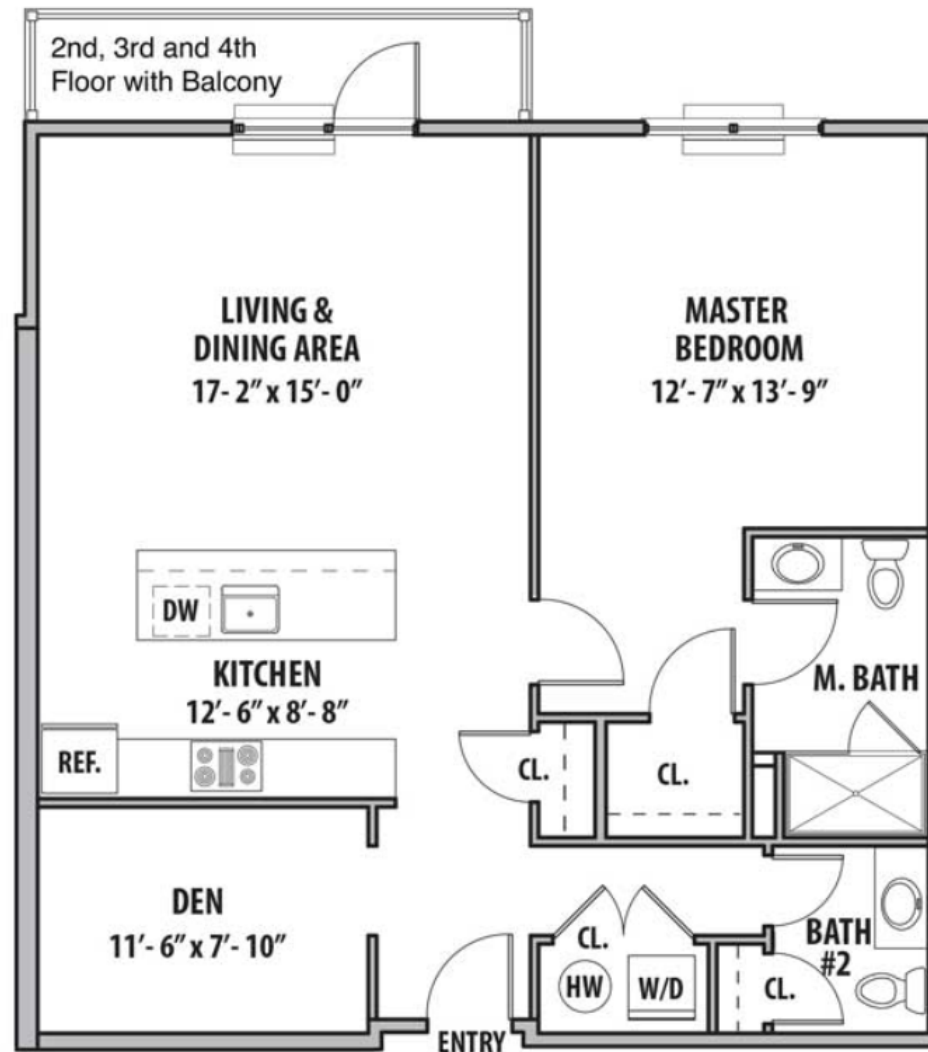 2nd, 3rd and 4th
Floor with Balcony
LIVING &
DINING AREA
17- 2” x 15’- 0”
MASTER
BEDROOM
12’- 7” x 13’- 9”
DW
KITCHEN
12’- 6” x 8’- 8”
M. BATH
REF.
CL.
CL.
DEN
11’- 6” x 7’- 10”
CL.
HW
W/D
BATH
#2
CL.
ENTRY